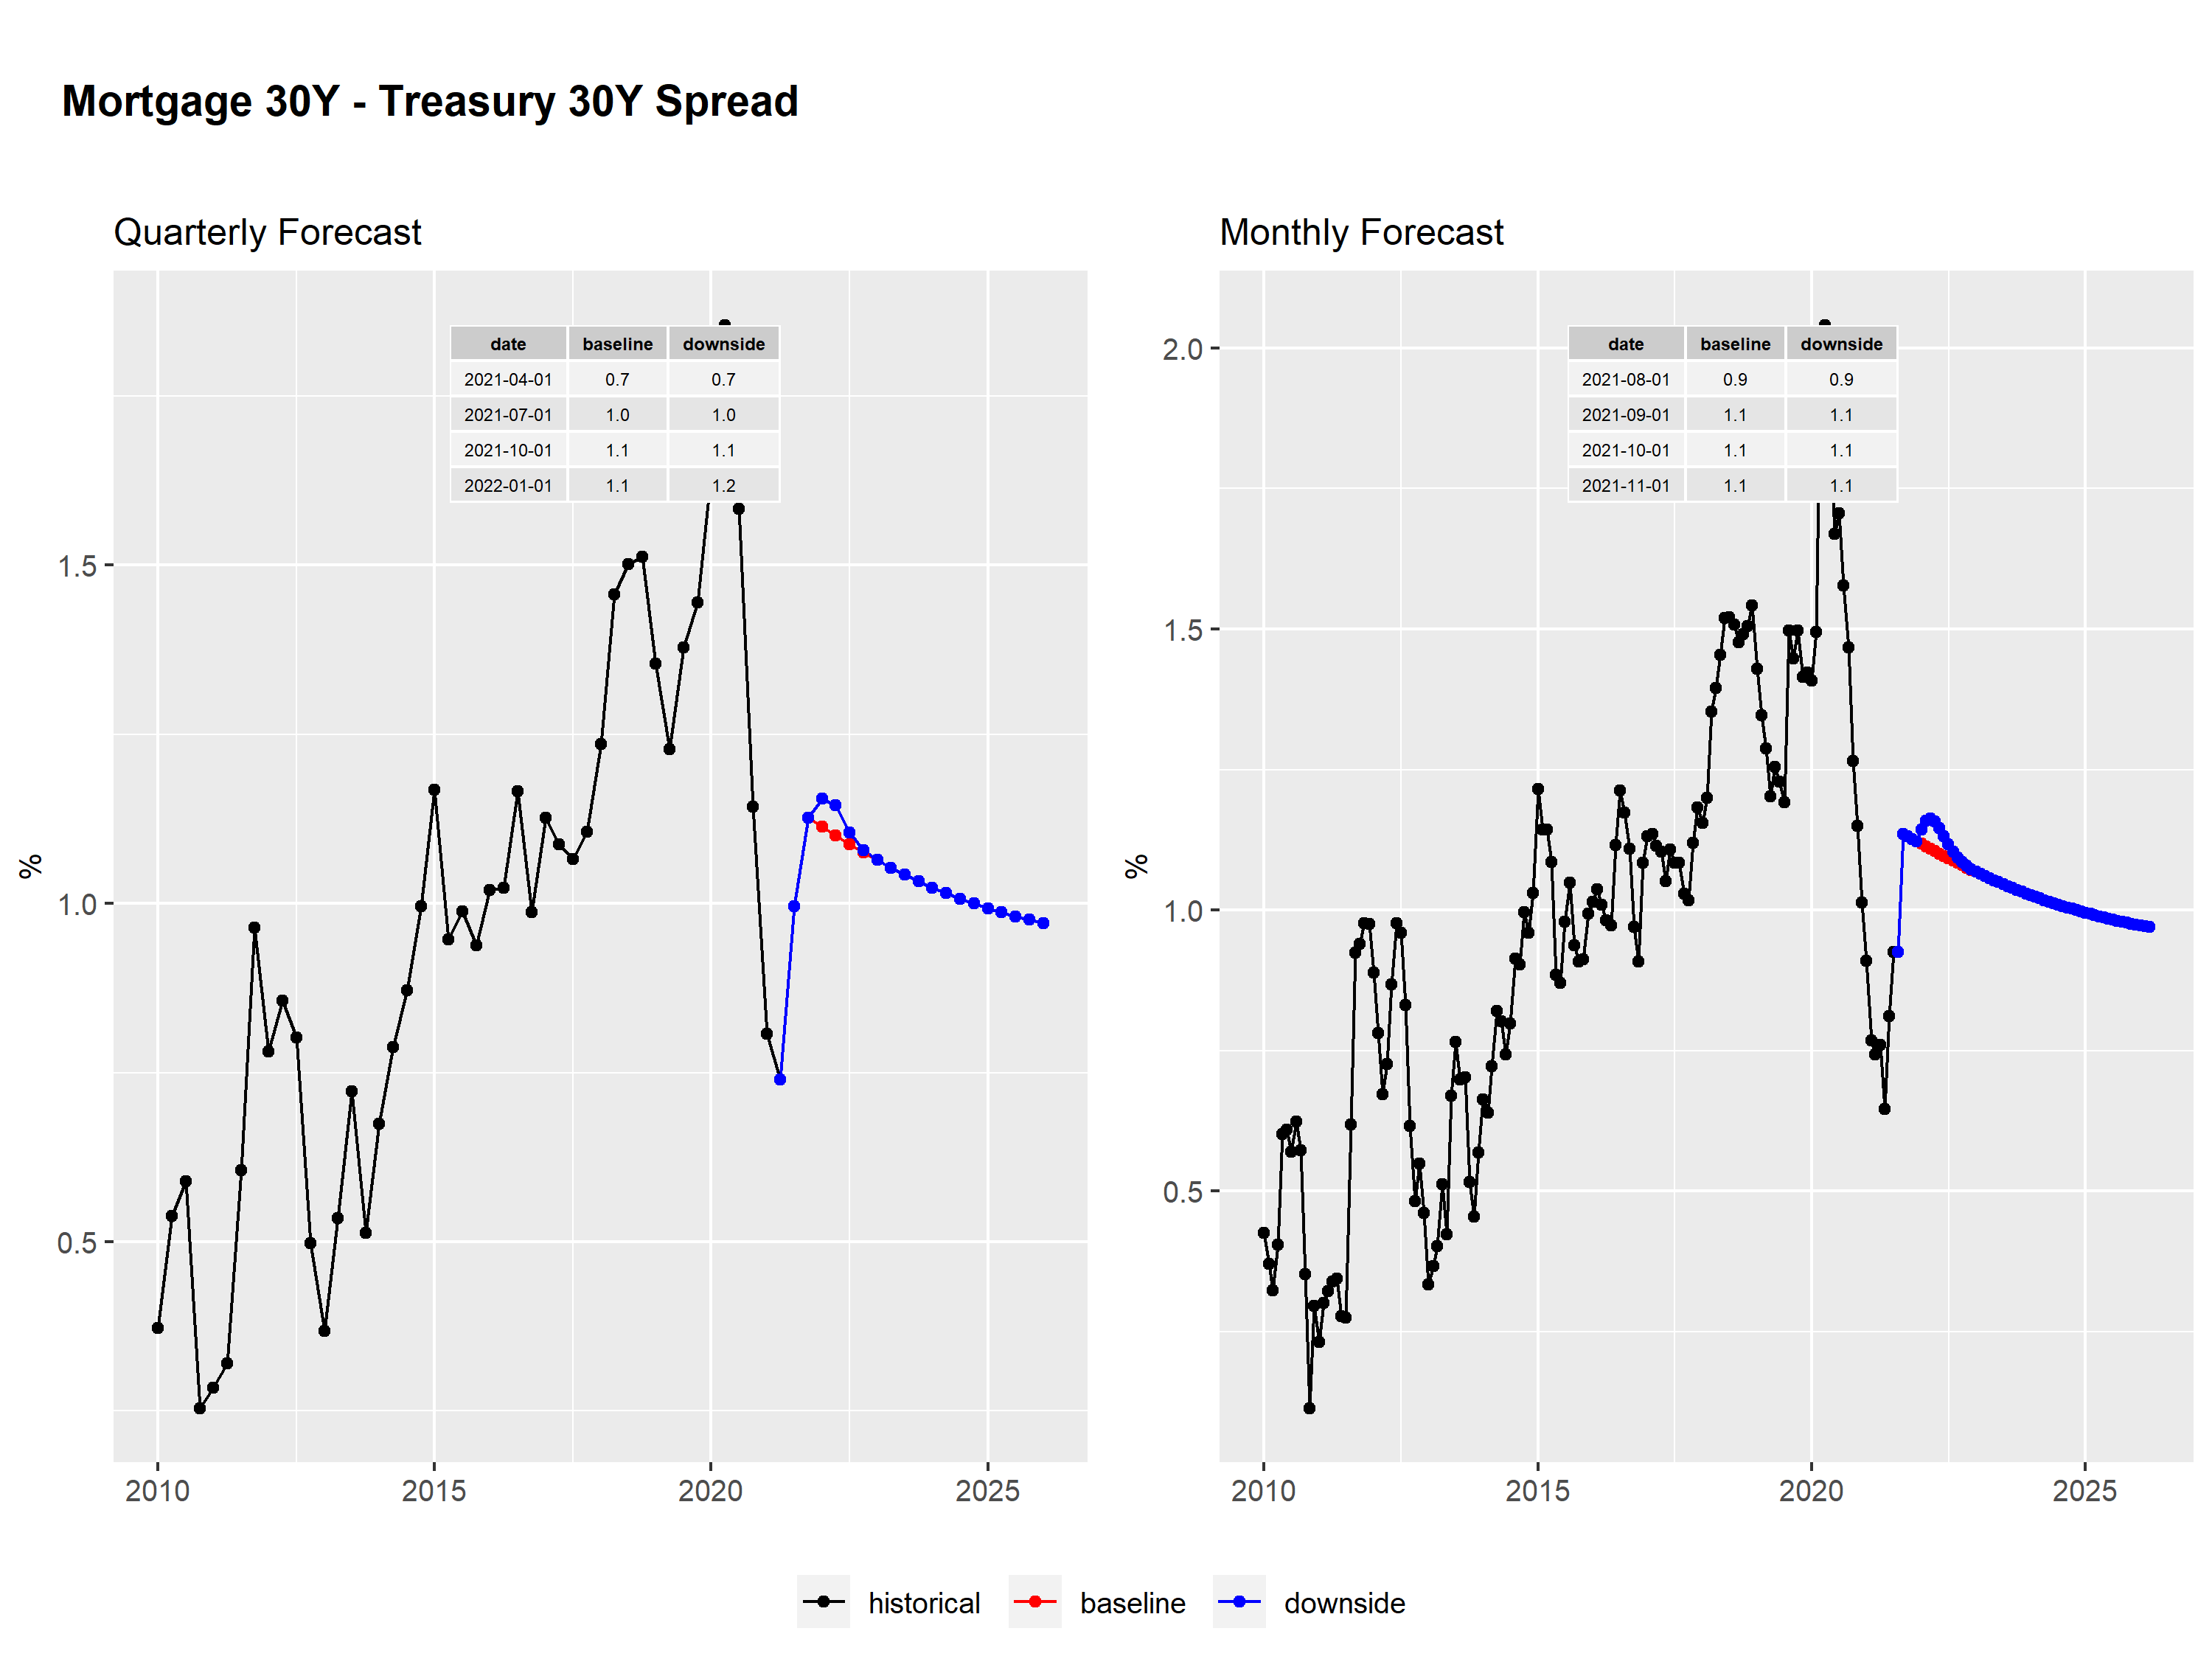 Mortgage 30Y - Treasury 30Y Spread
Quarterly Forecast
%
1.5
1.0
0.5
2010 2015 2020 2025
date baseline downside
2021-04-01 0.7 0.7
2021-07-01 1.0 1.0
2021-10-01 1.1 1.1
2022-01-01 1.1 1.2
Monthly Forecast
%
2.0
1.5
1.0
0.5
2010 2015 2020 2025
date baseline downside
2021-08-01 0.9 0.9
2021-09-01 1.1 1.1
2021-10-01 1.1 1.1
2021-11-01 1.1 1.1
historical baseline downside